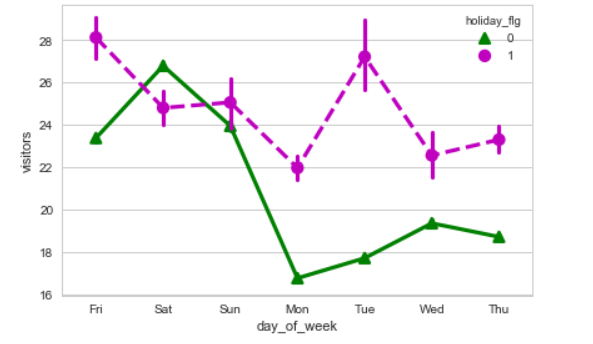 holiday_flg
0
1
28
26
24
22
20
18
16
visitors
Fri Sat Sun Mon Tue Wed Thu
day_of_week